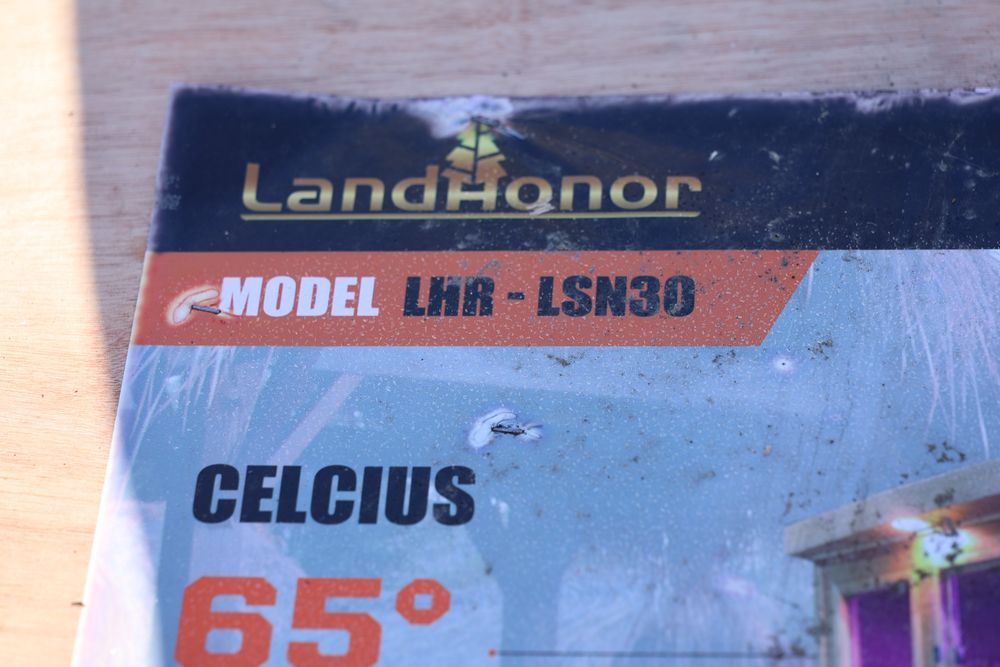 LandHonor
MODEL LHR - LSN30
CELCIUS
65°